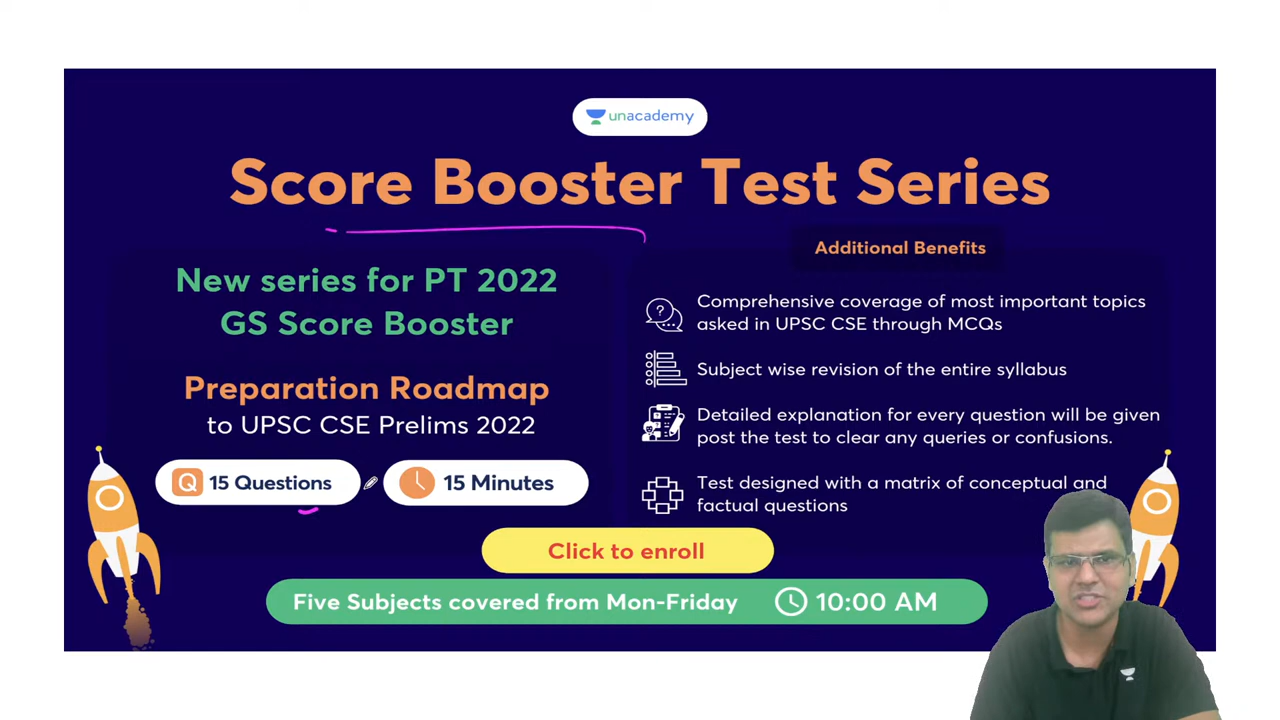 unacademy
Score Booster Test Series
New series for PT 2022
GS Score Booster
Preparation Roadmap
to UPSC CSE Prelims 2022
Q 15 Questions
15 Minutes
Additional Benefits
? Comprehensive coverage of most important topics
asked in UPSC CSE through MCQs
Subject wise revision of the entire syllabus
Detailed explanation for every question will be given
post the test to clear any queries or confusions.
Test designed with a matrix of conceptual and
factual questions
Click to enroll
Five Subjects covered from Mon-Friday 10:00 AM